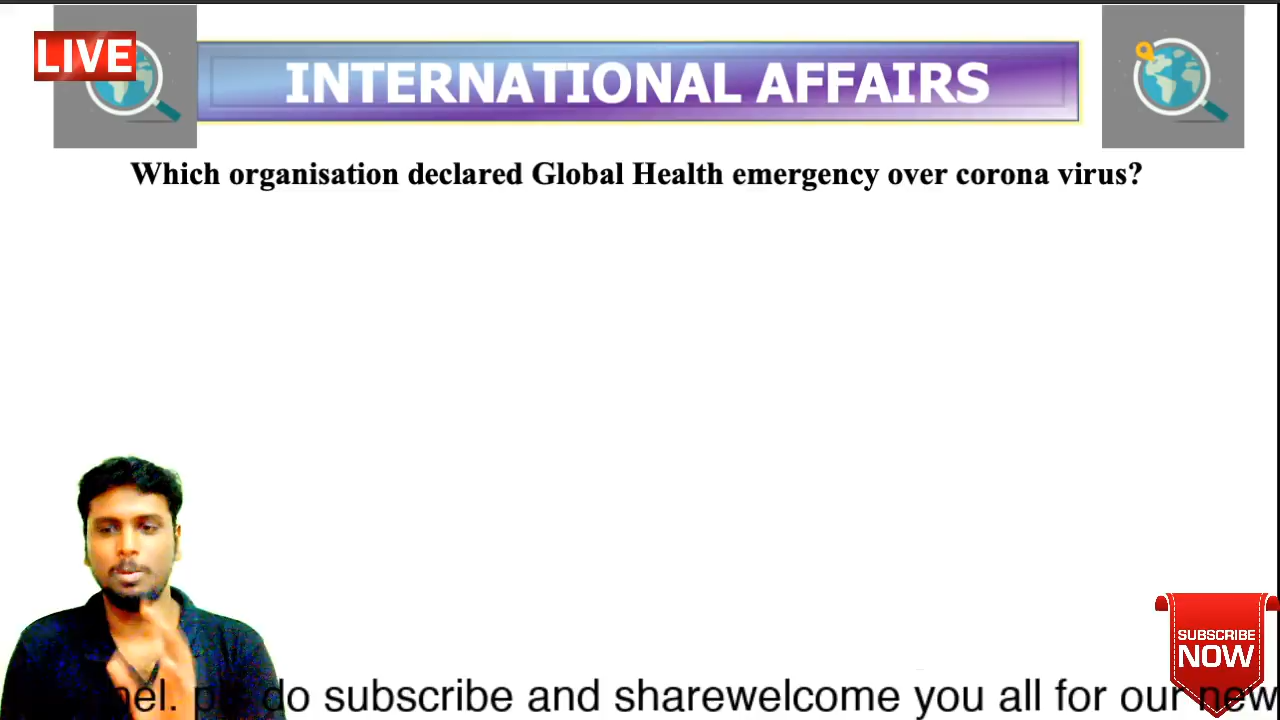 LIVE
INTERNATIONAL AFFAIRS
Which organisation declared Global Health emergency over corona virus?
SUBSCRIBE
NOW
do subscribe and sharewelcome you all for our new